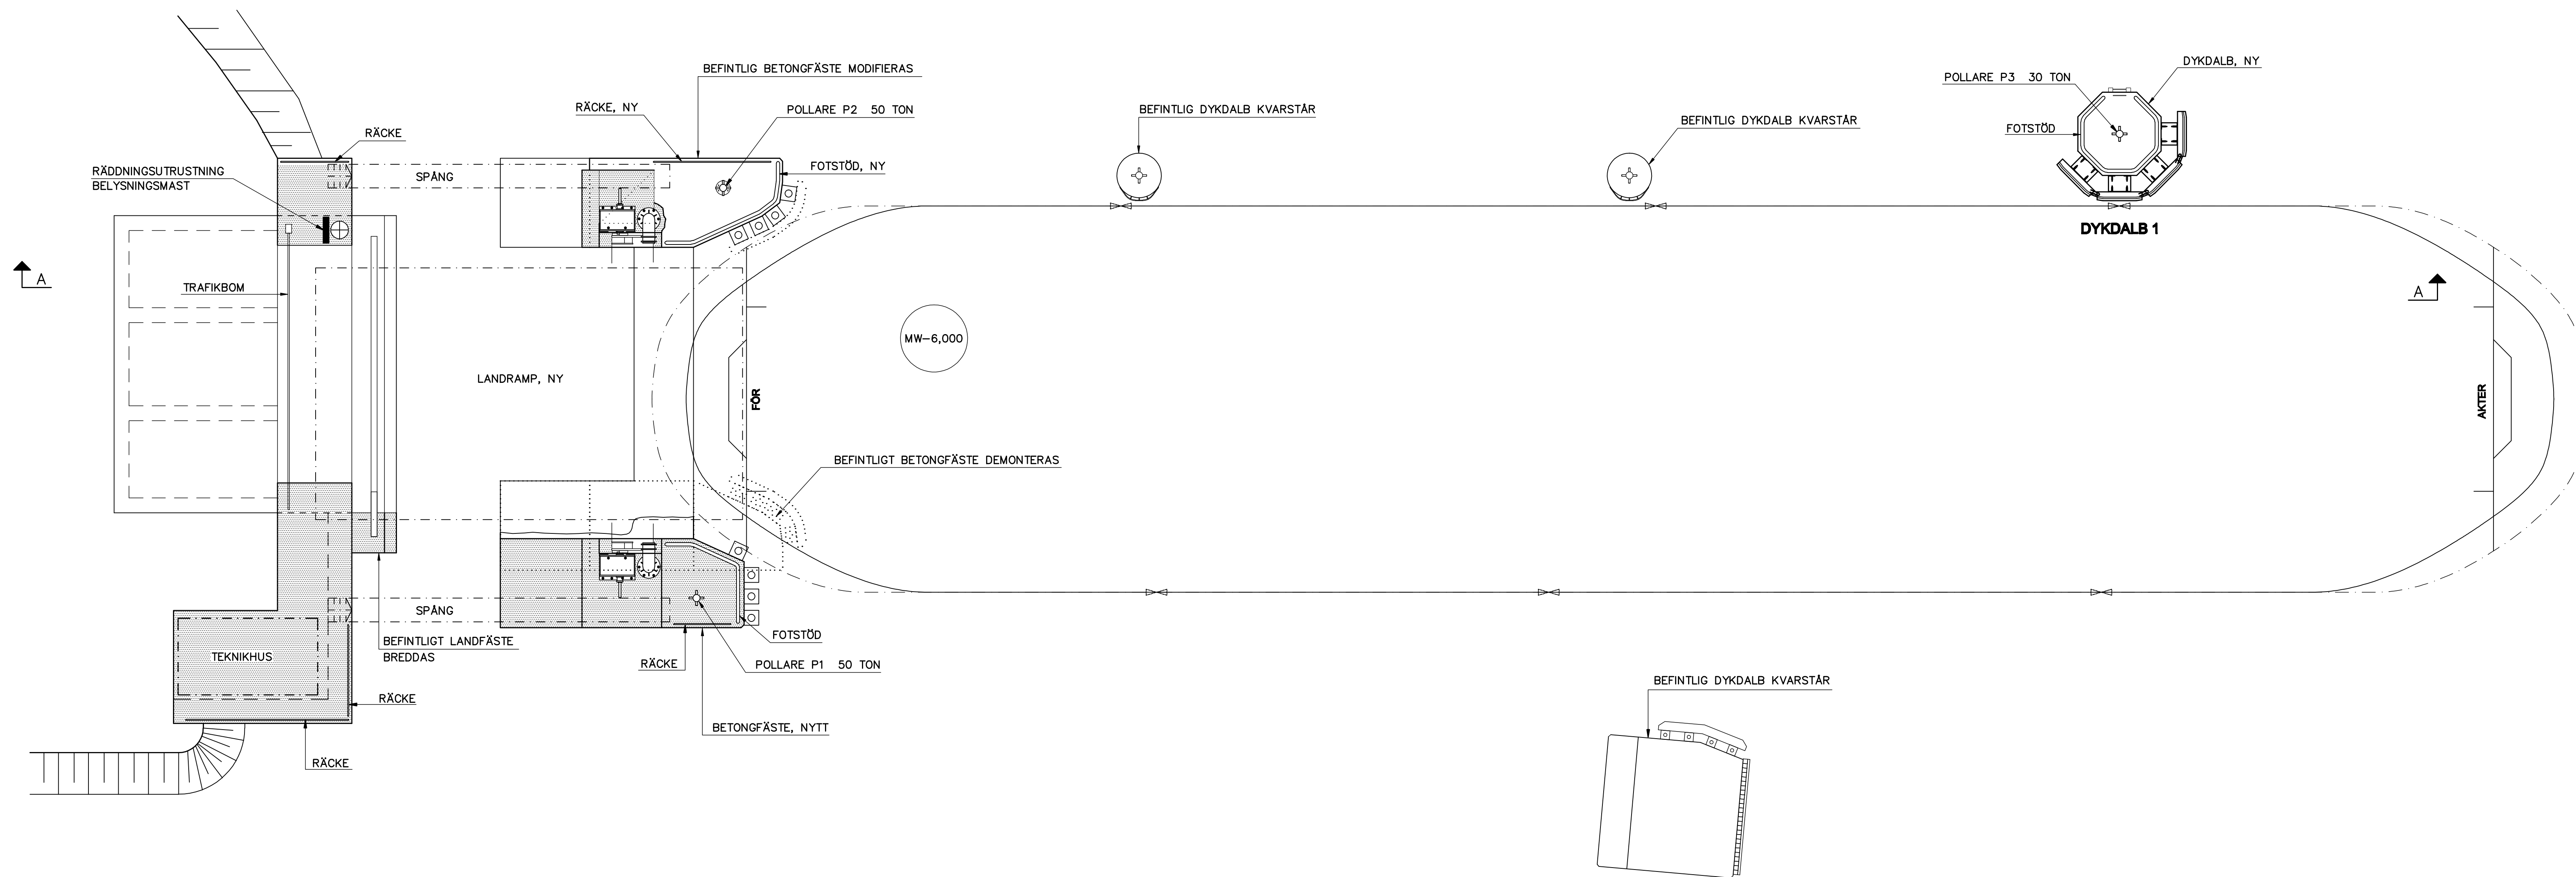 BEFINTLIG BETONGFÄSTE MODIFIERAS
RÄCKE, NY
POLLARE P2 50 TON
BEFINTLIG DYKDALB KVARSTÅR
BEFINTLIG DYKDALB KVARSTÅR
POLLARE P3 30 TON
DYKDALB, NY
FOTSTÖD
DYKDALB 1
RÄCKE
RÄDDNINGSUTRUSTNING
BELYSNINGSMAST
SPÅNG
FOTSTÖD, NY
A
TRAFIKBOM
A
MW-6,000
LANDRAMP, NY
FÖR
AKTER
BEFINTLIGT BETONGFÄSTE DEMONTERAS
SPÅNG
FOTSTÖD
BEFINTLIGT LANDFÄSTE
BREDDAS
TEKNIKHUS
RÄCKE
POLLARE P1 50 TON
BEFINTLIG DYKDALB KVARSTÅR
RÄCKE
BETONGFÄSTE, NYTT
RÄCKE